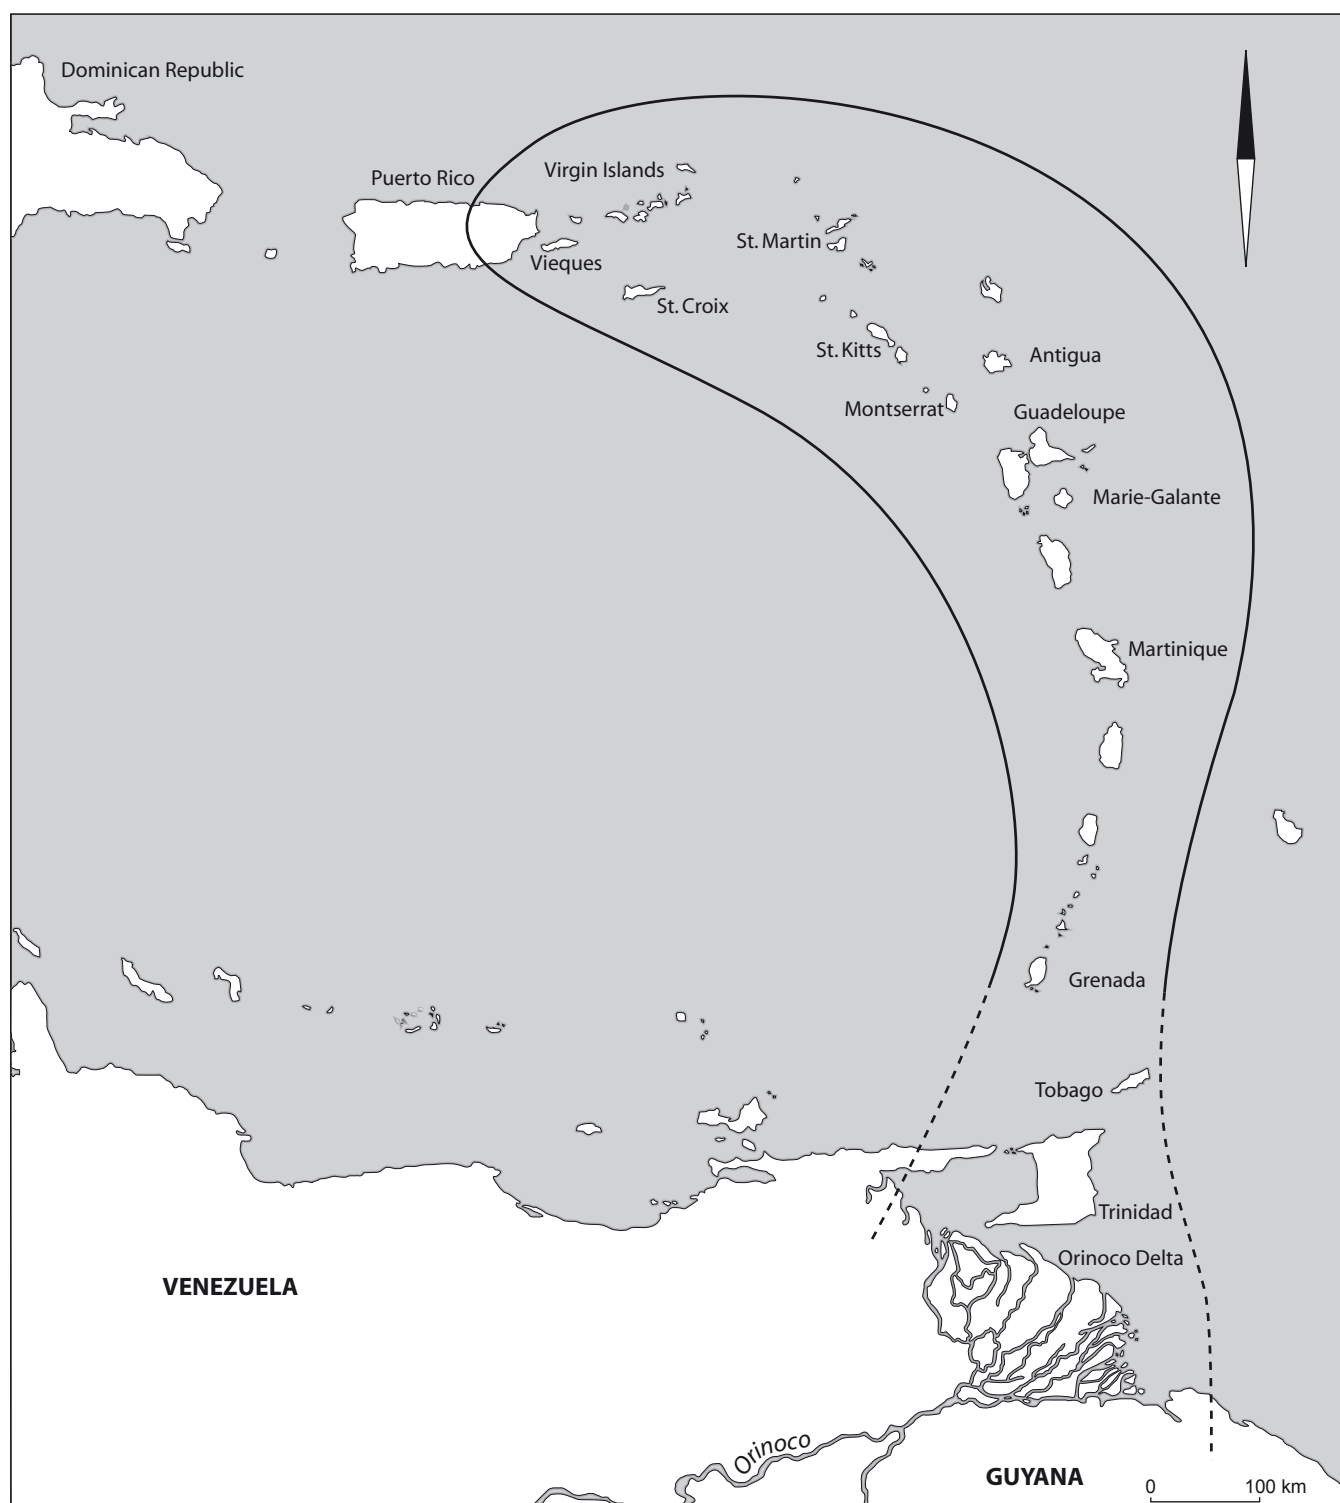 Dominican Republic
Puerto Rico
Virgin Islands
St. Martin
Vieques
St. Croix
St. Kitts
Antigua
Montserrat
Guadeloupe
Marie-Galante
Martinique
Grenada
Tobago
Trinidad
Orinoco Delta
VENEZUELA
Orinoco
GUYANA
0 100 km